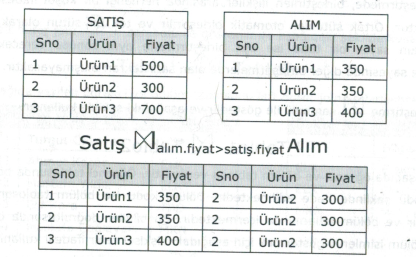 SATIŞ
Sno Ürün Fiyat
1 Ürün1 500
2 Ürün2 300
3 Ürün3 700
ALIM
Sno Ürün Fiyat
1 Ürün1 350
2 Ürün2 350
3 Ürün3 400
Satış ⋈alım.fiyat>satış.fiyat Alım
Sno Ürün Fiyat Sno Ürün Fiyat
1 Ürün1 350 2 Ürün2 300
2 Ürün2 350 2 Ürün2 300
3 Ürün3 400 2 Ürün2 300